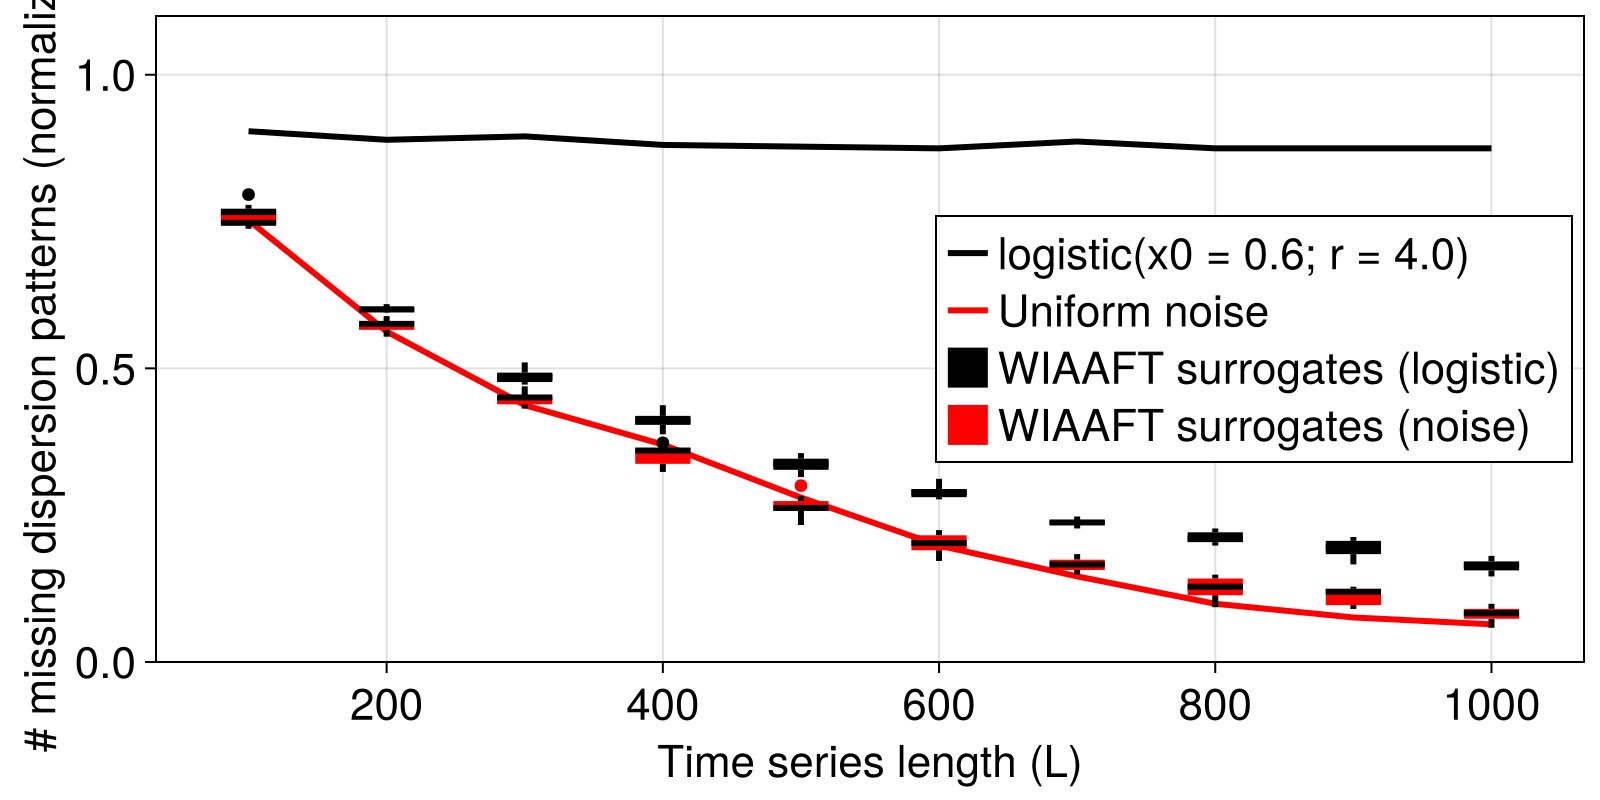 # missing dispersion patterns (normaliz
1.0
0.5
0.0
logistic(x0 = 0.6; r = 4.0)
Uniform noise
WIAAFT surrogates (logistic)
WIAAFT surrogates (noise)
200
400
600
800
1000
Time series length (L)